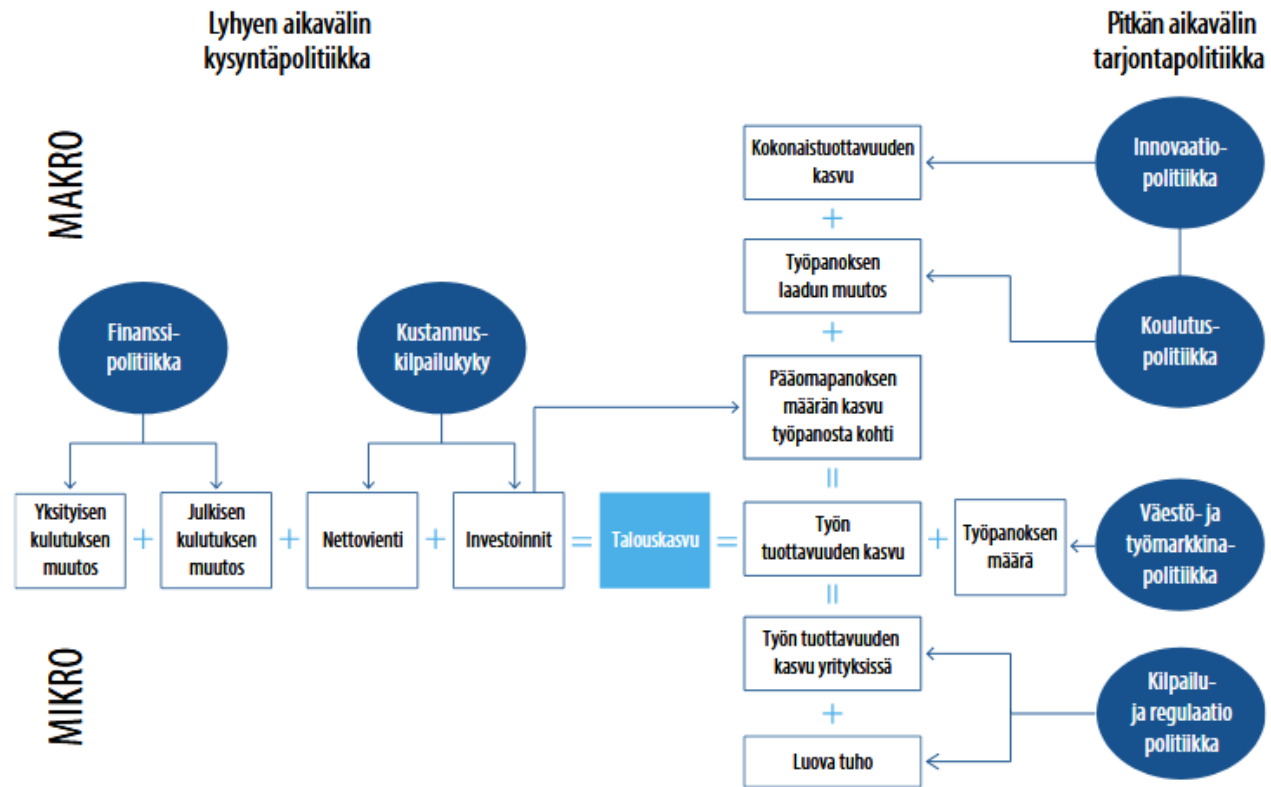 Lyhyen aikavälin
kysyntäpolitiikka
Pitkän aikavälin
tarjontapolitiikka
MAKRO
Kokonaistuottavuuden
kasvu
Innovaatio-
politiikka
+
Työpanoksen
laadun muutos
Koulutus-
politiikka
+
Finanssi-
politiikka
Kustannus-
kilpailukyky
Pääomapanoksen
määrän kasvu
työpanosta kohti
=
Yksityisen
kulutuksen
muutos
+
Julkisen
kulutuksen
muutos
+
Nettovienti
+
Investoinnit
=
Talouskasvu
=
Työn
tuottavuuden kasvu
+
Työpanoksen
määrä
Väestö- ja
työmarkkina-
politiikka
=
MIKRO
Työn tuottavuuden
kasvu yrityksissä
+
Luova tuho
Kilpailu-
ja regulaatio
politiikka